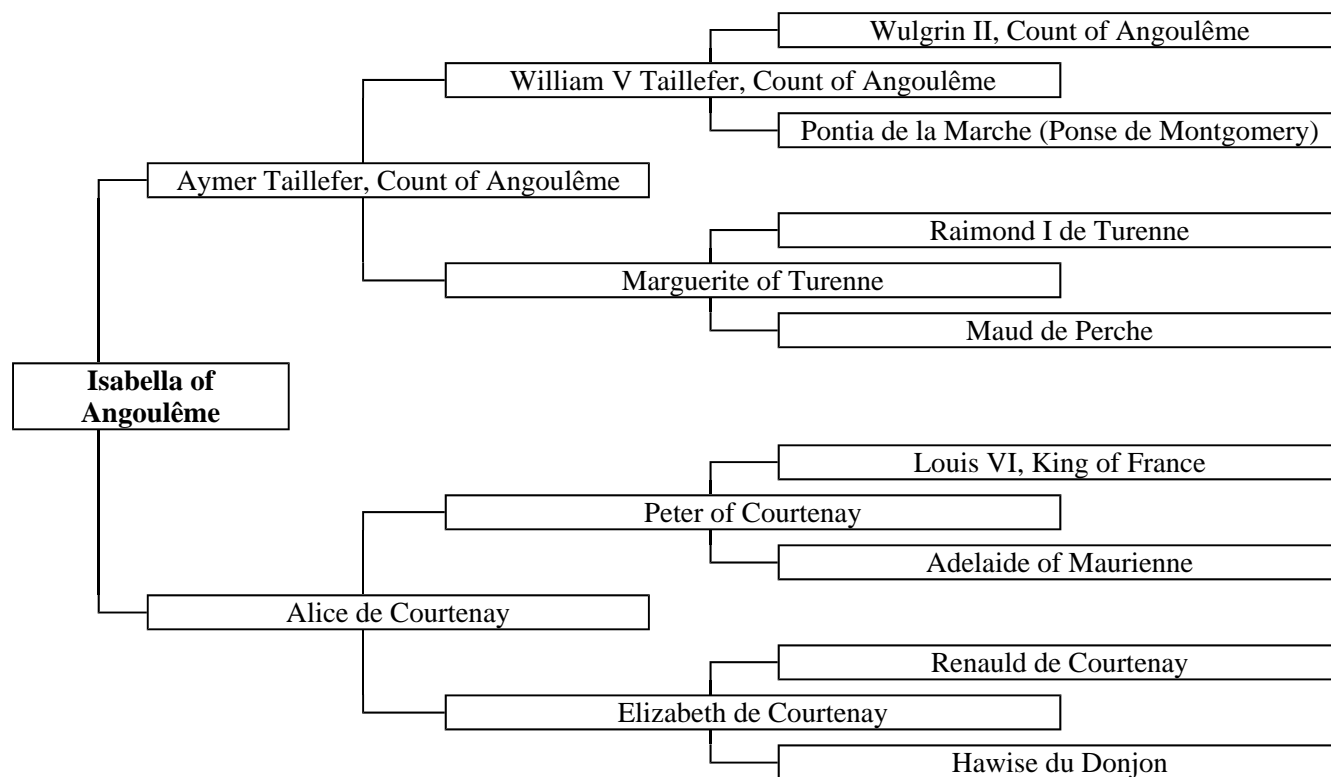 Wulgrin II, Count of Angoulême
William V Taillefer, Count of Angoulême
Pontia de la Marche (Ponse de Montgomery)
Aymer Taillefer, Count of Angoulême
Raimond I de Turenne
Marguerite of Turenne
Maud de Perche
Isabella of
Angoulême
Louis VI, King of France
Peter of Courtenay
Adelaide of Maurienne
Alice de Courtenay
Renauld de Courtenay
Elizabeth de Courtenay
Hawise du Donjon